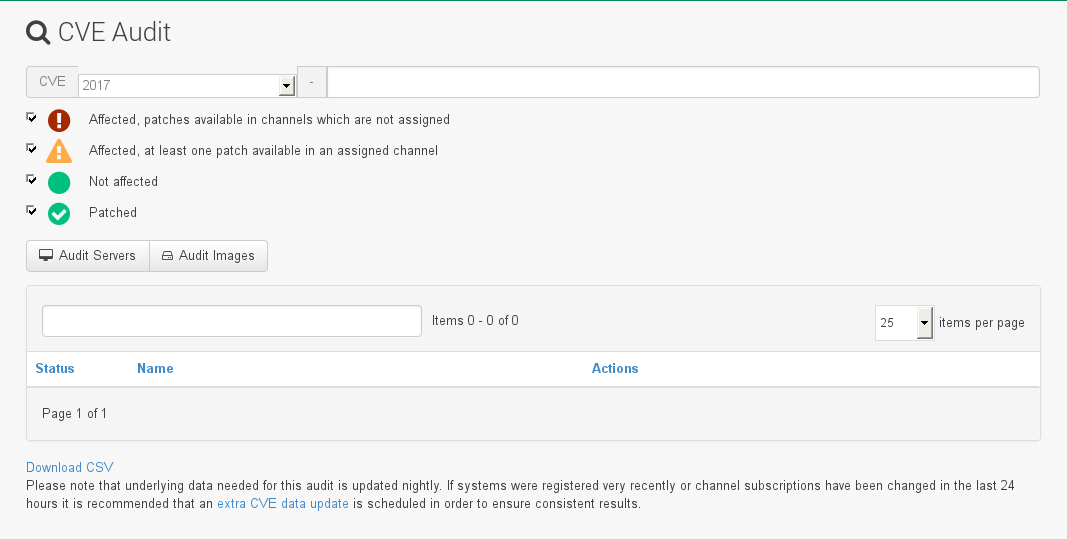 CVE Audit
CVE 2017 -
Affected, patches available in channels which are not assigned
Affected, at least one patch available in an assigned channel
Not affected
Patched
Audit Servers Audit Images
Items 0 - 0 of 0 25 items per page
Status Name Actions
Page 1 of 1
Download CSV
Please note that underlying data needed for this audit is updated nightly. If systems were registered very recently or channel subscriptions have been changed in the last 24
hours it is recommended that an extra CVE data update is scheduled in order to ensure consistent results.